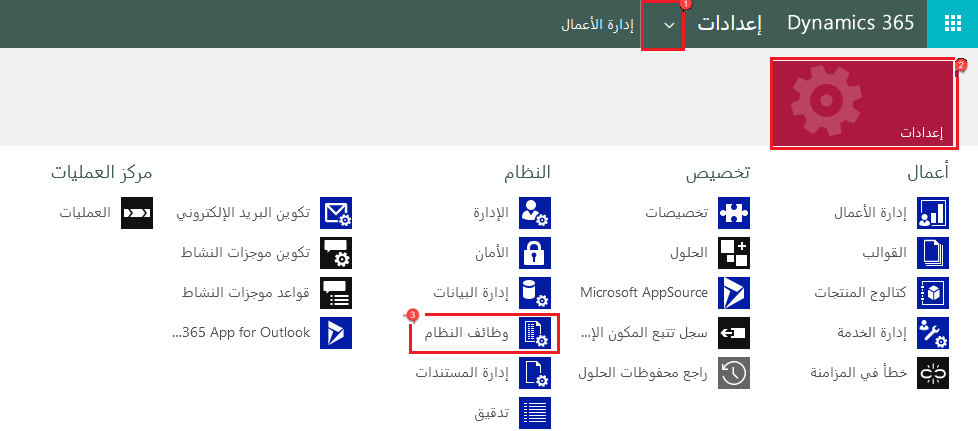 Dynamics 365
إعدادات
1
إدارة الأعمال
2
إعدادات
أعمال
إدارة الأعمال
القوالب
كتالوج المنتجات
إدارة الخدمة
خطأ في المزامنة
تخصيص
تخصيصات
الحلول
Microsoft AppSource
سجل تتبع المكون الإ...
راجع محفوظات الحلول
النظام
الإدارة
الأمان
إدارة البيانات
3
وظائف النظام
إدارة المستندات
تدقيق
تكوين البريد الإلكتروني
تكوين موجزات النشاط
قواعد موجزات النشاط
365 App for Outlook...
مركز العمليات
العمليات